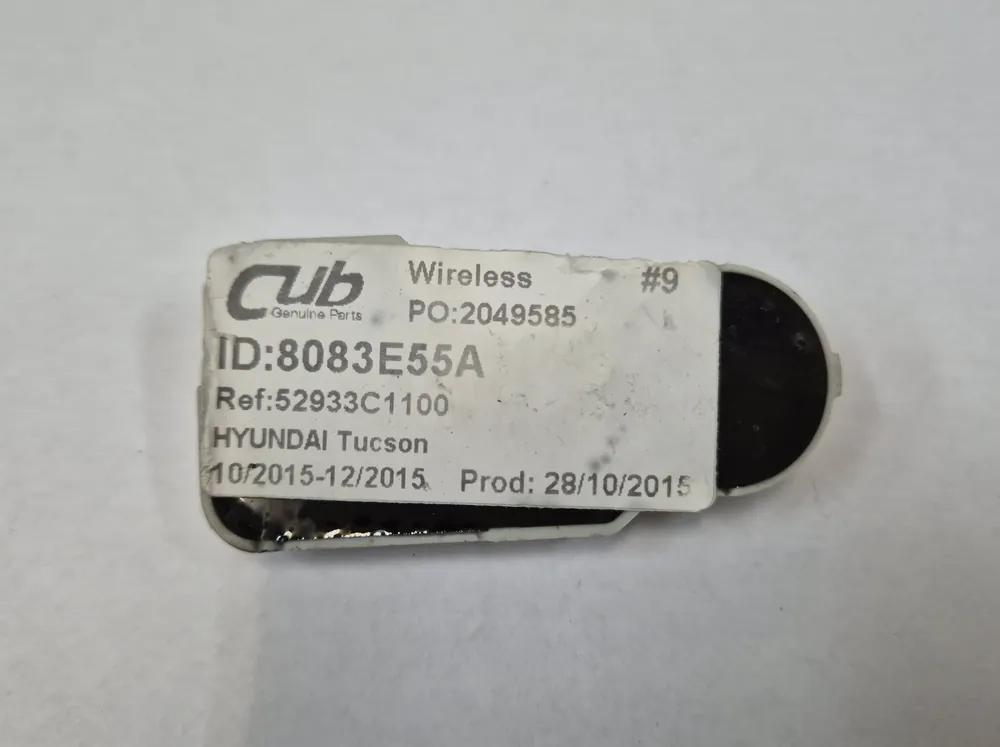 Cub
Genuine Parts
Wireless #9
PO:2049585
ID:8083E55A
Ref:52933C1100
HYUNDAI Tucson
10/2015-12/2015 Prod: 28/10/2015